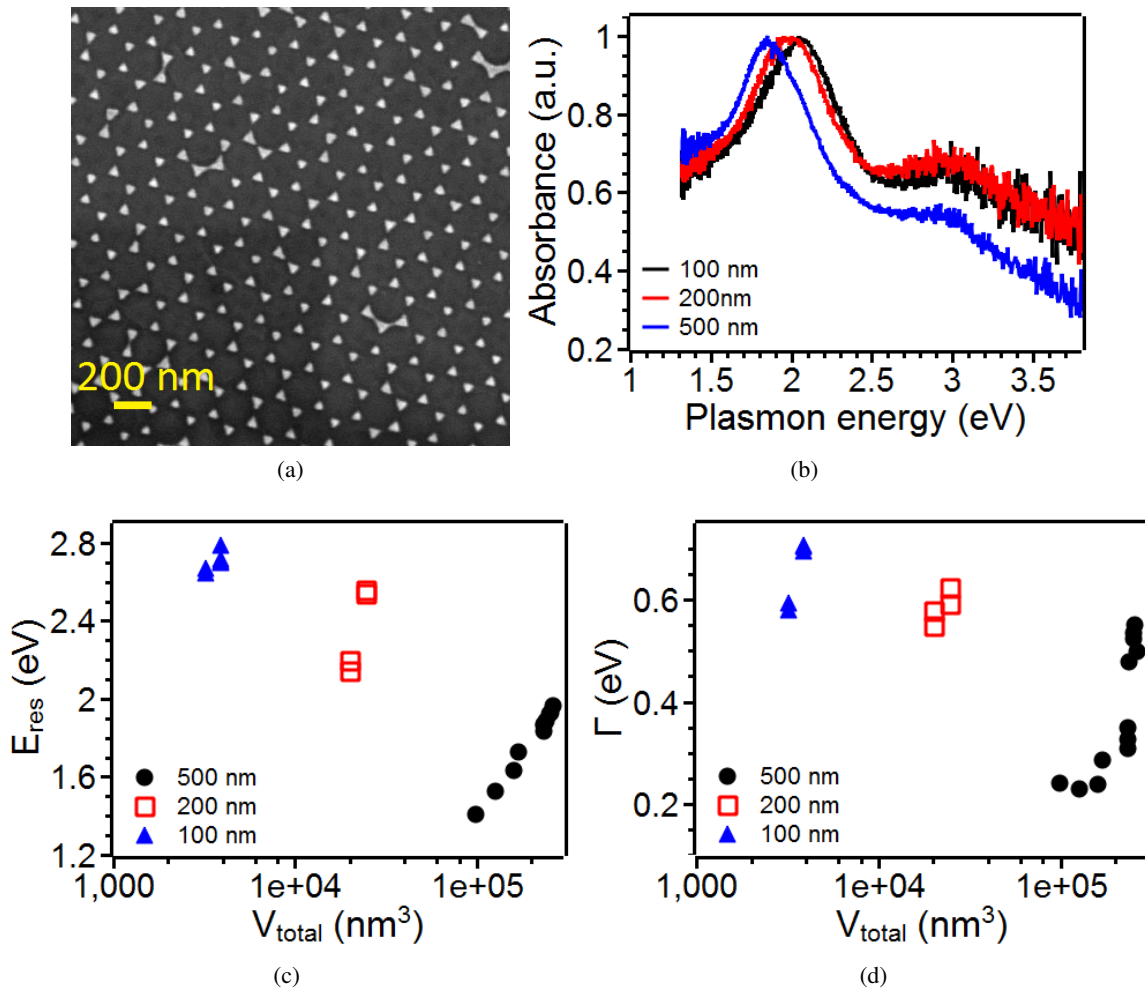 200 nm
(a)
Absorbance (a.u.)
1
0.8
0.6
0.4
0.2
100 nm
200nm
500 nm
1
1.5
2
2.5
3
3.5
Plasmon energy (eV)
(b)
E_res (eV)
2.8
2.4
2
1.6
1.2
500 nm
200 nm
100 nm
1,000
1e+04
1e+05
V_total (nm³)
(c)
Γ (eV)
0.6
0.4
0.2
500 nm
200 nm
100 nm
1,000
1e+04
1e+05
V_total (nm³)
(d)